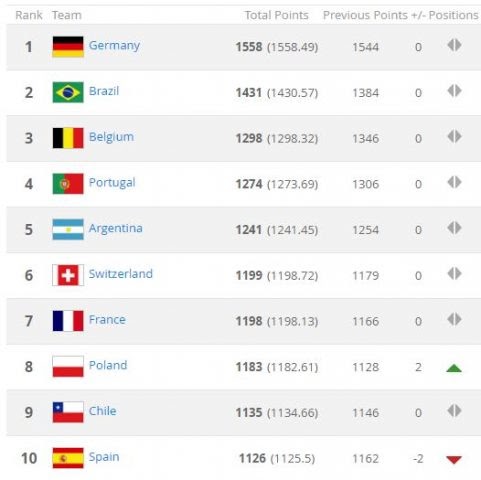 Rank Team Total Points Previous Points +/- Positions
1 Germany 1558 (1558.49) 1544 0
2 Brazil 1431 (1430.57) 1384 0
3 Belgium 1298 (1298.32) 1346 0
4 Portugal 1274 (1273.69) 1306 0
5 Argentina 1241 (1241.45) 1254 0
6 Switzerland 1199 (1198.72) 1179 0
7 France 1198 (1198.13) 1166 0
8 Poland 1183 (1182.61) 1128 2
9 Chile 1135 (1134.66) 1146 0
10 Spain 1126 (1125.5) 1162 -2